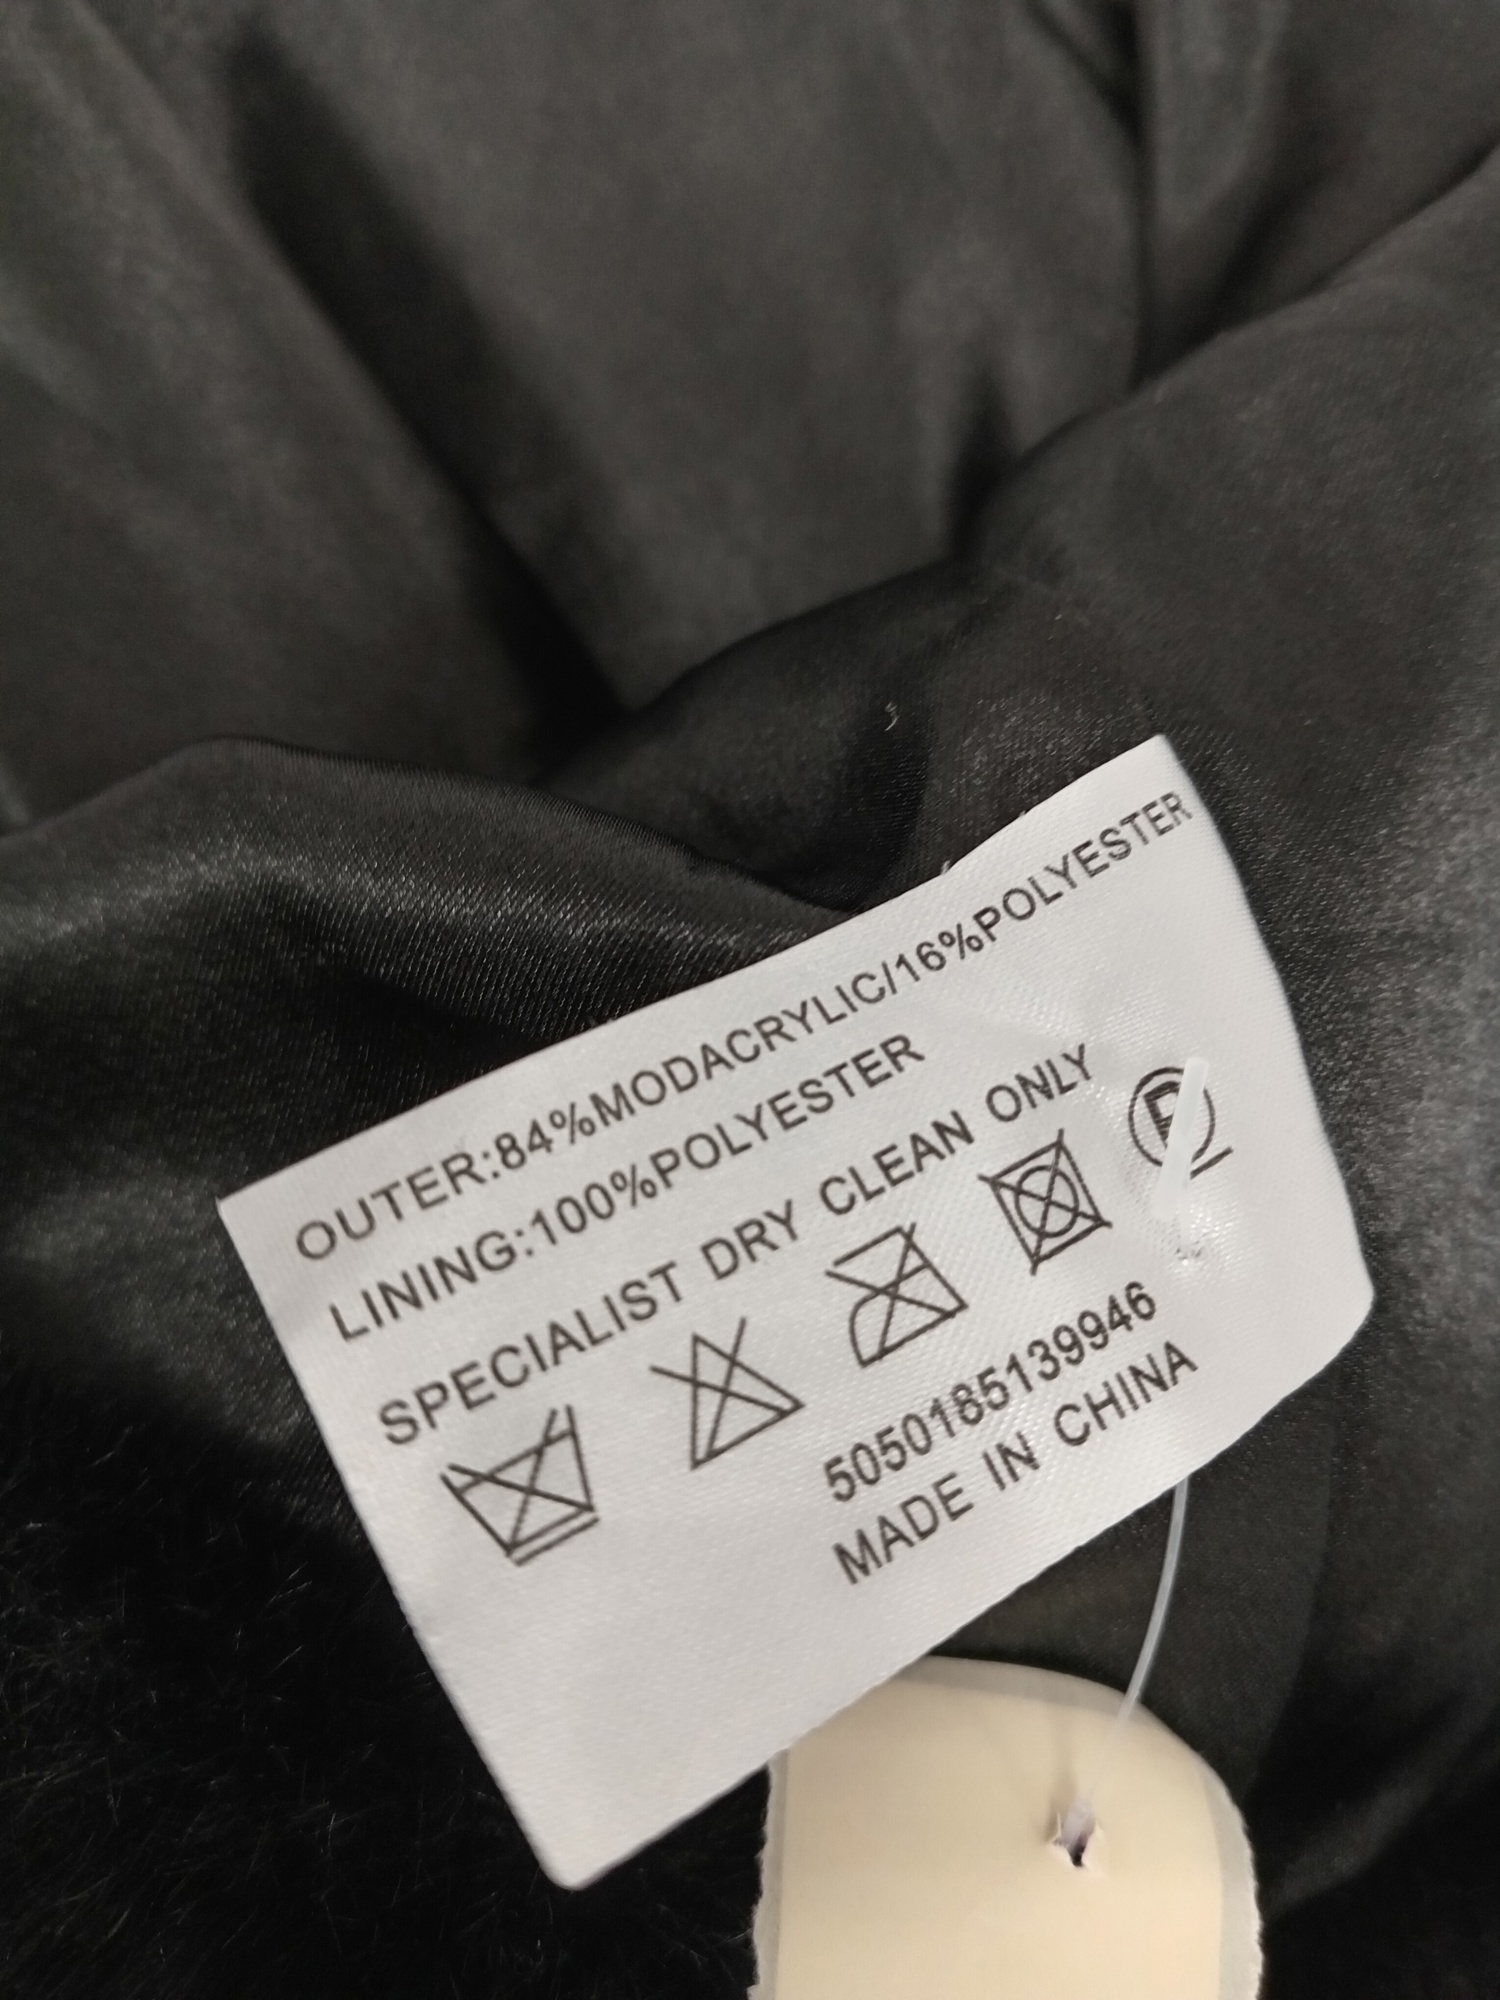 OUTER:84%MODACRYLIC/16%POLYESTER
LINING:100%POLYESTER
SPECIALIST DRY CLEAN ONLY
P
5050185139946
MADE IN CHINA